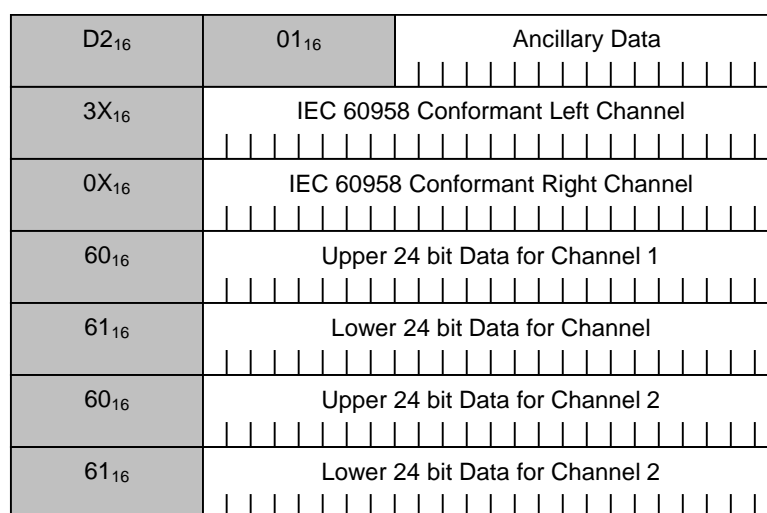 D2₁₆ 01₁₆ Ancillary Data
3X₁₆ IEC 60958 Conformant Left Channel
0X₁₆ IEC 60958 Conformant Right Channel
60₁₆ Upper 24 bit Data for Channel 1
61₁₆ Lower 24 bit Data for Channel
60₁₆ Upper 24 bit Data for Channel 2
61₁₆ Lower 24 bit Data for Channel 2